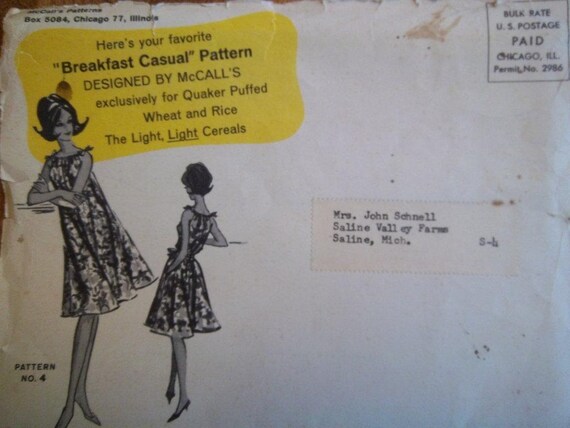 McCall's Patterns
Box 5084, Chicago 77, Illinois
Here's your favorite
"Breakfast Casual" Pattern
DESIGNED BY McCALL'S
exclusively for Quaker Puffed
Wheat and Rice
The Light, Light Cereals
BULK RATE
U. S. POSTAGE
PAID
CHICAGO, ILL.
Permit, No. 2986
Mrs. John Schnell
Saline Valley Farms
Saline, Mich. S-h
PATTERN
NO. 4